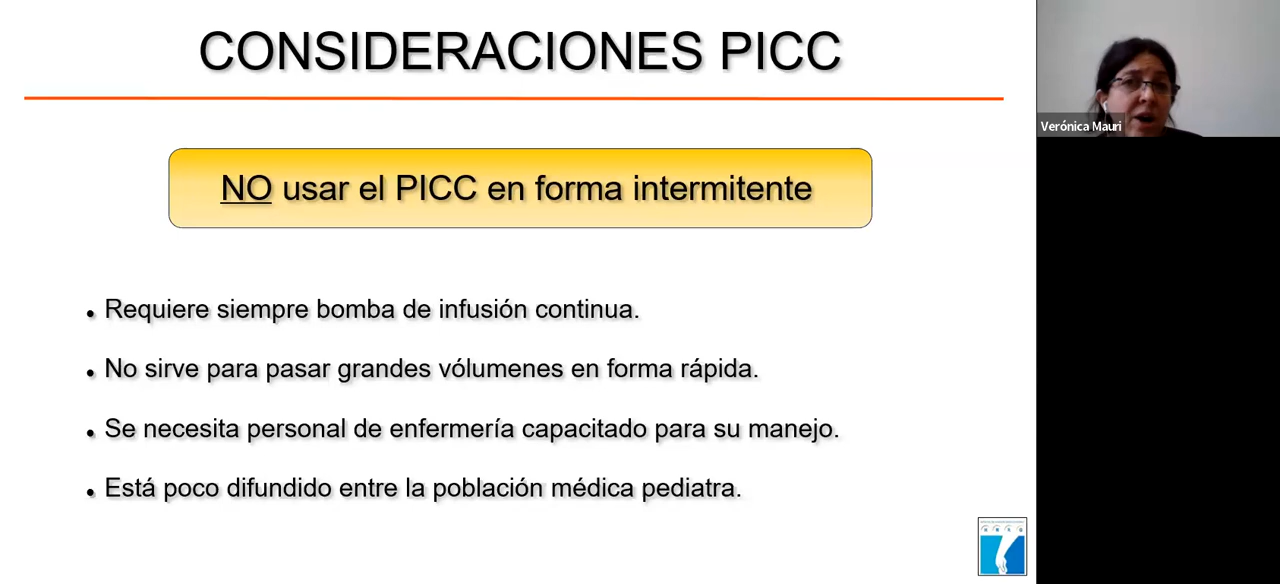 CONSIDERACIONES PICC
Verónica Mauri
NO usar el PICC en forma intermitente
• Requiere siempre bomba de infusión continua.
• No sirve para pasar grandes vólumenes en forma rápida.
• Se necesita personal de enfermería capacitado para su manejo.
• Está poco difundido entre la población médica pediatra.